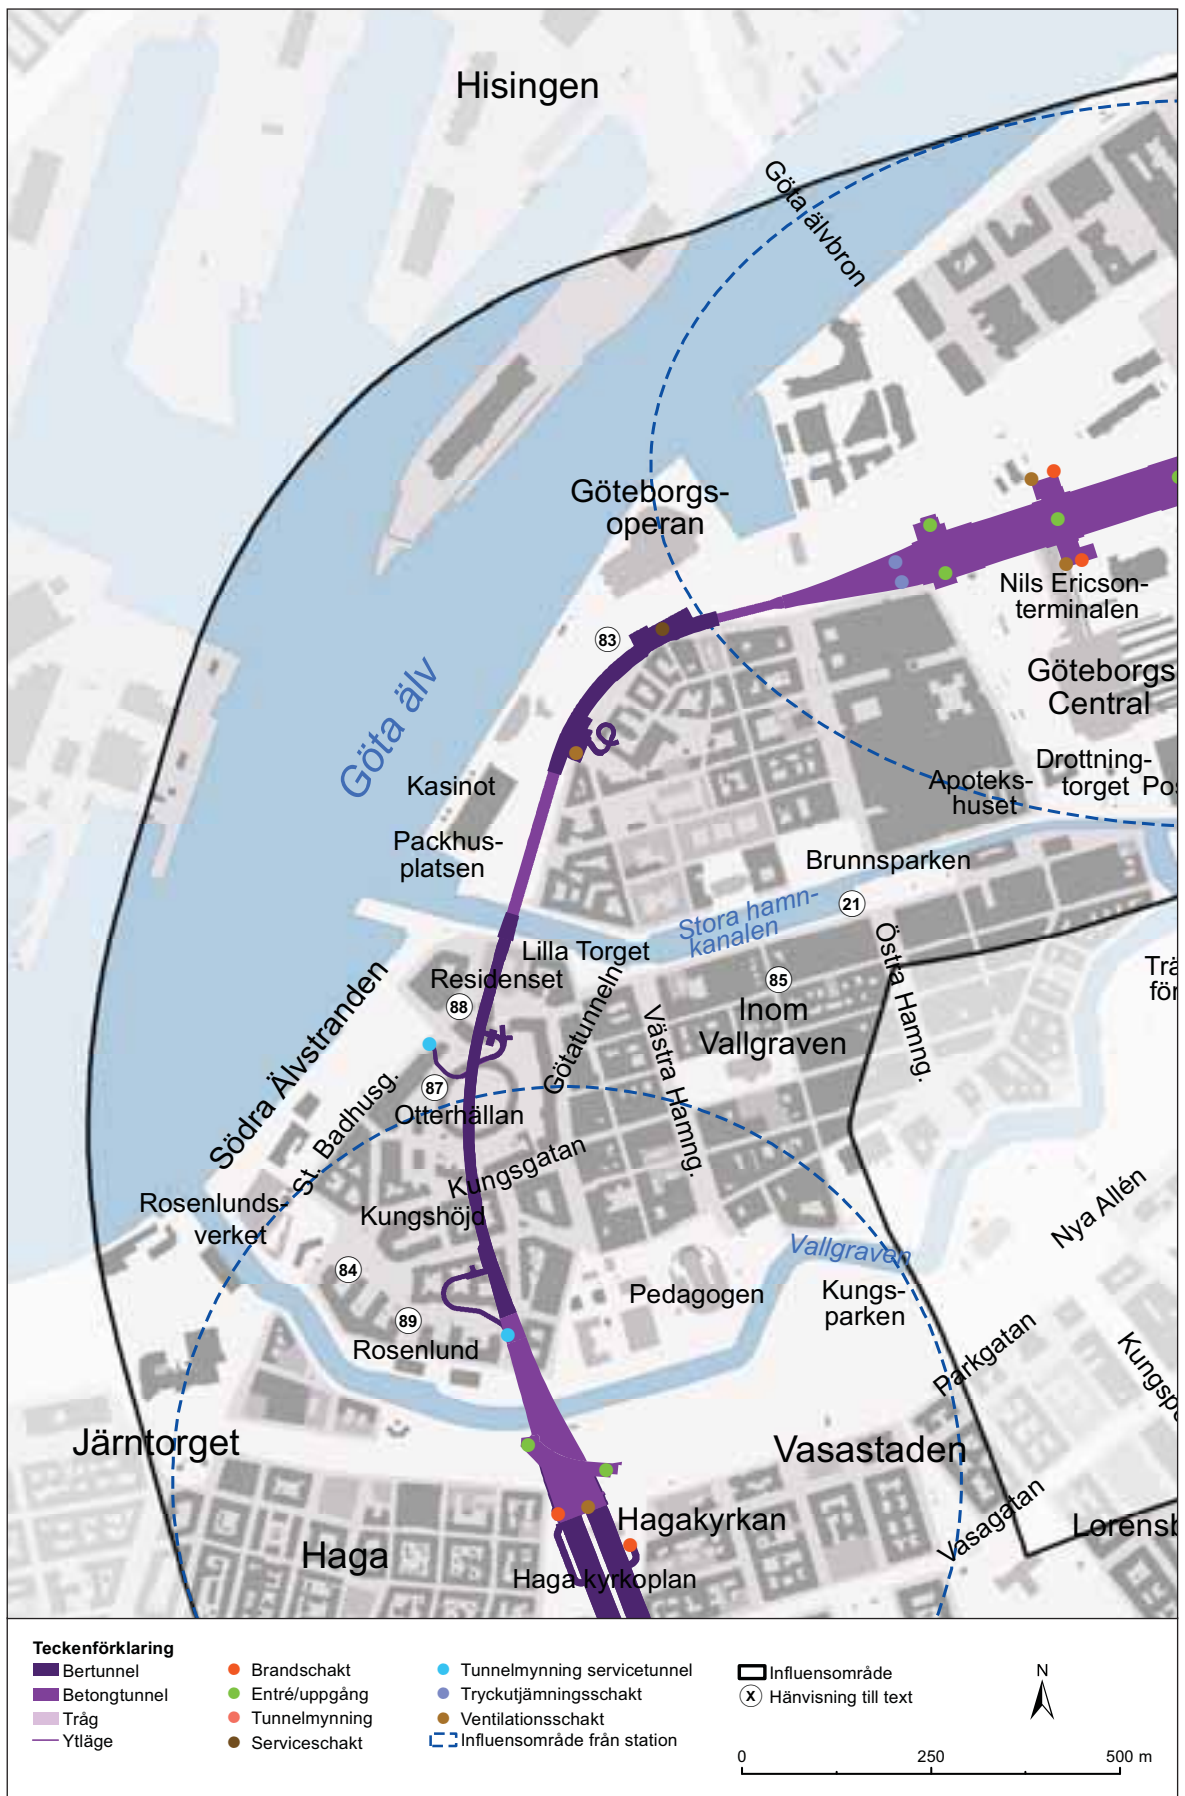 Hisingen
Göta älvbron
Göteborgs-
operan
Nils Ericson-
terminalen
83
Göteborgs
Central
Göta älv
Kasinot
Drottning-
torget
Apoteks-
huset
Packhus-
platsen
Brunnsparken
21
Stora hamn-
kanalen
Lilla Torget
Residenset
88
85
Inom
Vallgraven
Östra Hamng.
Västra Hamng.
Götatunneln
Södra Älvstranden
St. Badhusg.
87
Otterhällan
Kungsgatan
Rosenlunds-
verket
Kungshöjd
Nya Allén
Vallgraven
84
Pedagogen
Kungs-
parken
89
Rosenlund
Parkgatan
Järntorget
Vasastaden
Vasagatan
Hagakyrkan
Haga
Haga kyrkoplan
Teckenförklaring
Bertunnel
Betongtunnel
Tråg
Ytläge
Brandschakt
Entré/uppgång
Tunnelmynning
Serviceschakt
Tunnelmynning servicetunnel
Tryckutjämningsschakt
Ventilationsschakt
Influensområde från station
Influensområde
X Hänvisning till text
N
0 250 500 m